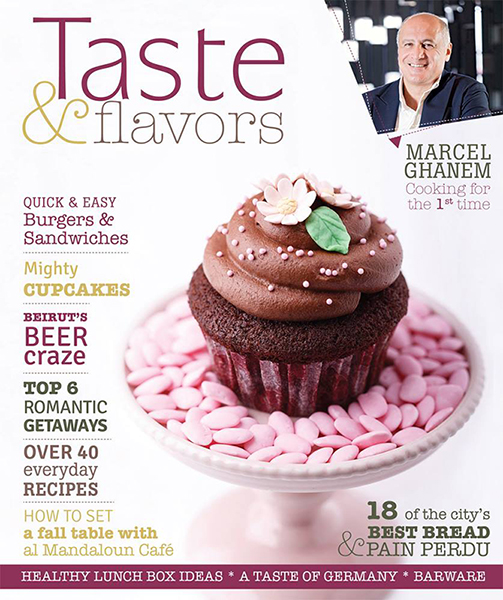 Taste
& flavors
MARCEL
GHANEM
Cooking for
the 1st time
QUICK & EASY
Burgers &
Sandwiches
Mighty
CUPCAKES
BEIRUT'S
BEER
craze
TOP 6
ROMANTIC
GETAWAYS
OVER 40
everyday
RECIPES
HOW TO SET
a fall table with
al Mandaloun Café
18 of the city's
BEST BREAD
& PAIN PERDU
HEALTHY LUNCH BOX IDEAS * A TASTE OF GERMANY * BARWARE